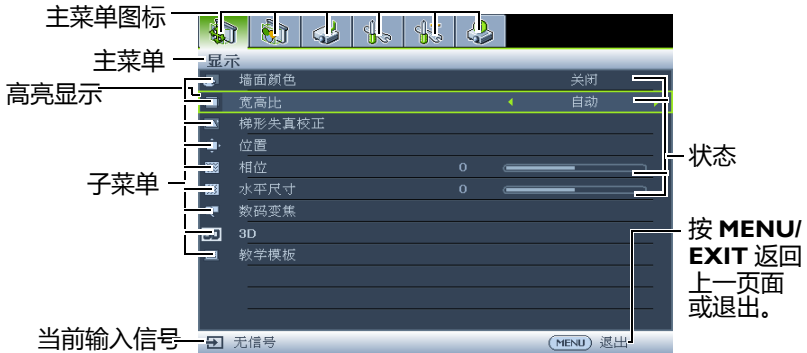 主菜单图标
主菜单
显示
高亮显示
墙面颜色 关闭
宽高比 自动
梯形失真校正
位置
相位 0
水平尺寸 0
数码变焦
3D
教学模板
子菜单
状态
按 MENU/
EXIT 返回
上一页面
或退出。
当前输入信号
无信号
MENU 退出